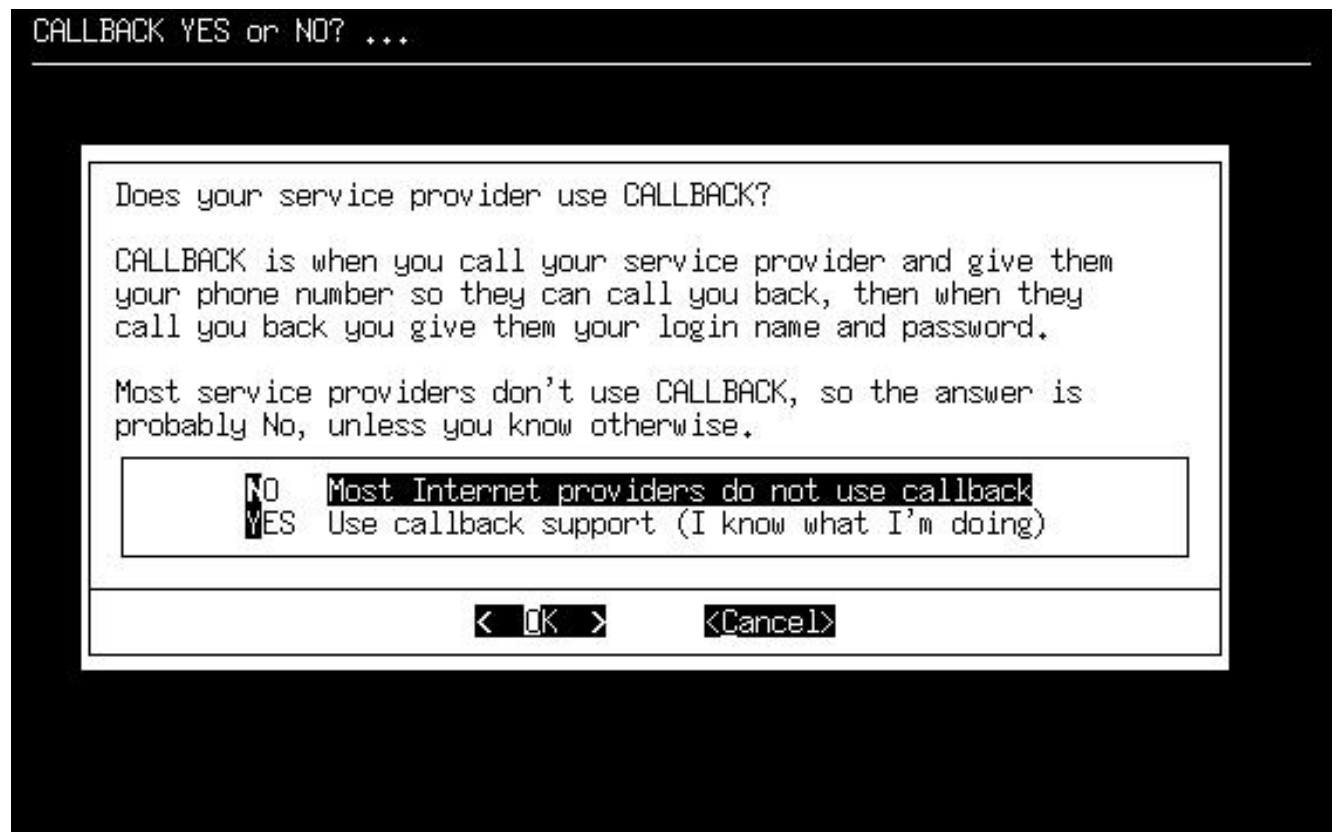 CALLBACK YES or NO? ...
Does your service provider use CALLBACK?
CALLBACK is when you call your service provider and give them
your phone number so they can call you back, then when they
call you back you give them your login name and password.
Most service providers don't use CALLBACK, so the answer is
probably No, unless you know otherwise.
NO Most Internet providers do not use callback
YES Use callback support (I know what I'm doing)
< OK > <Cancel>